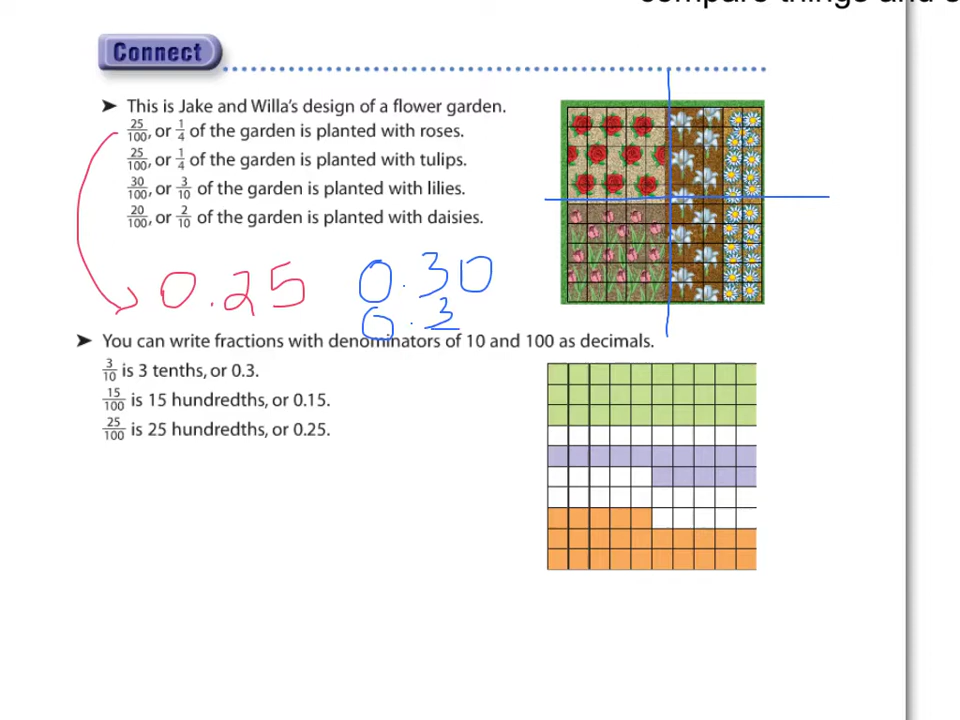 compare things and s
Connect
➤ This is Jake and Willa's design of a flower garden.
25/100, or 1/4 of the garden is planted with roses.
25/100, or 1/4 of the garden is planted with tulips.
30/100, or 3/10 of the garden is planted with lilies.
20/100, or 2/10 of the garden is planted with daisies.
0.25 0.30
0.3
➤ You can write fractions with denominators of 10 and 100 as decimals.
3/10 is 3 tenths, or 0.3.
15/100 is 15 hundredths, or 0.15.
25/100 is 25 hundredths, or 0.25.